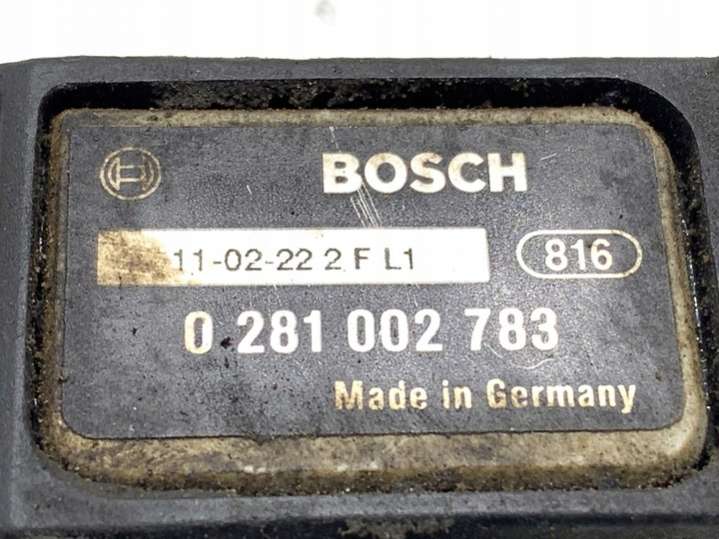 BOSCH
11-02-22 2 F L1
816
0 281 002 783
Made in Germany